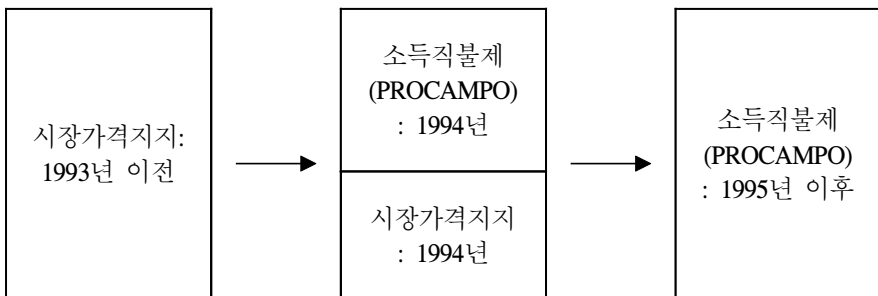 시장가격지지:
1993년 이전
소득직불제
(PROCAMPO)
: 1994년
시장가격지지
: 1994년
소득직불제
(PROCAMPO)
: 1995년 이후